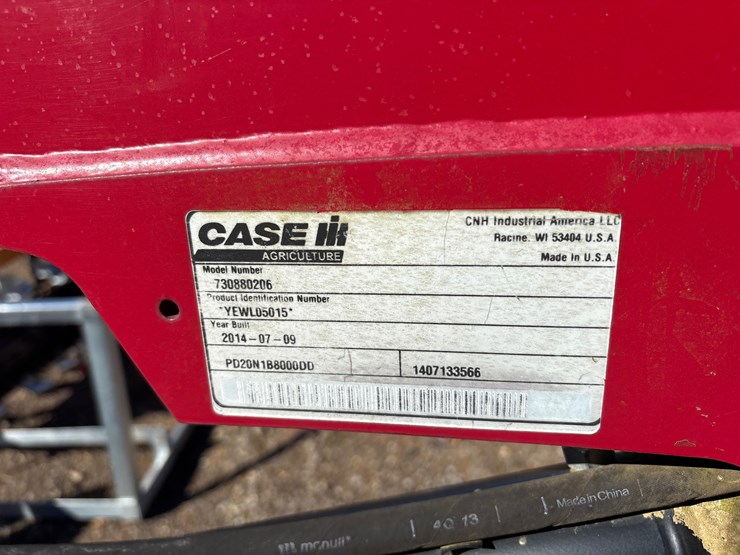 CASE IH
AGRICULTURE
CNH Industrial America LLC
Racine, WI 53404 U.S.A.
Made In U.S.A.
Model Number
730880206
Product Identification Number
*YEWL05015*
Year Built
2014-07-09
PD20N1B8000DD
1407133566
4Q 13
Made in China